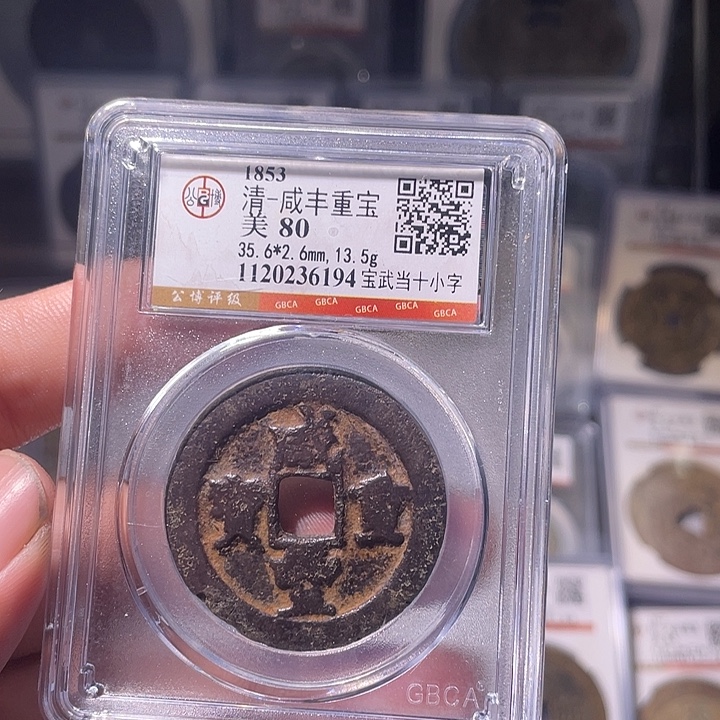 1853
清-咸丰重宝
美 80
35.6*2.6mm,13.5g
1120236194 宝武当十小字
公博评级
GBCA GBCA GBCA GBCA GBCA
GBCA